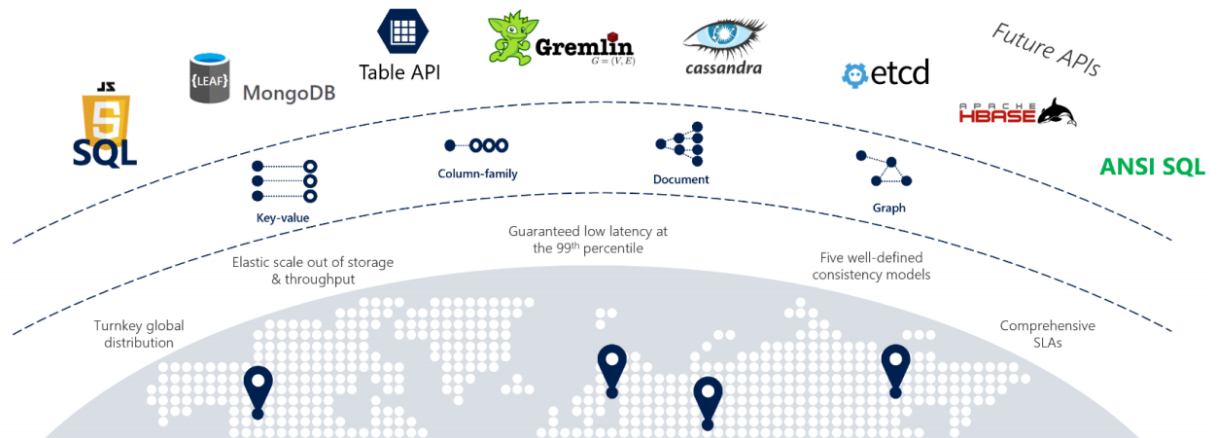 JS
5
SQL
{LEAF}
MongoDB
Table API
Gremlin
G = (V, E)
cassandra
etcd
Future APIs
APACHE
HBASE
ANSI SQL
Key-value
Column-family
Document
Graph
Turnkey global
distribution
Elastic scale out of storage
& throughput
Guaranteed low latency at
the 99th percentile
Five well-defined
consistency models
Comprehensive
SLAs